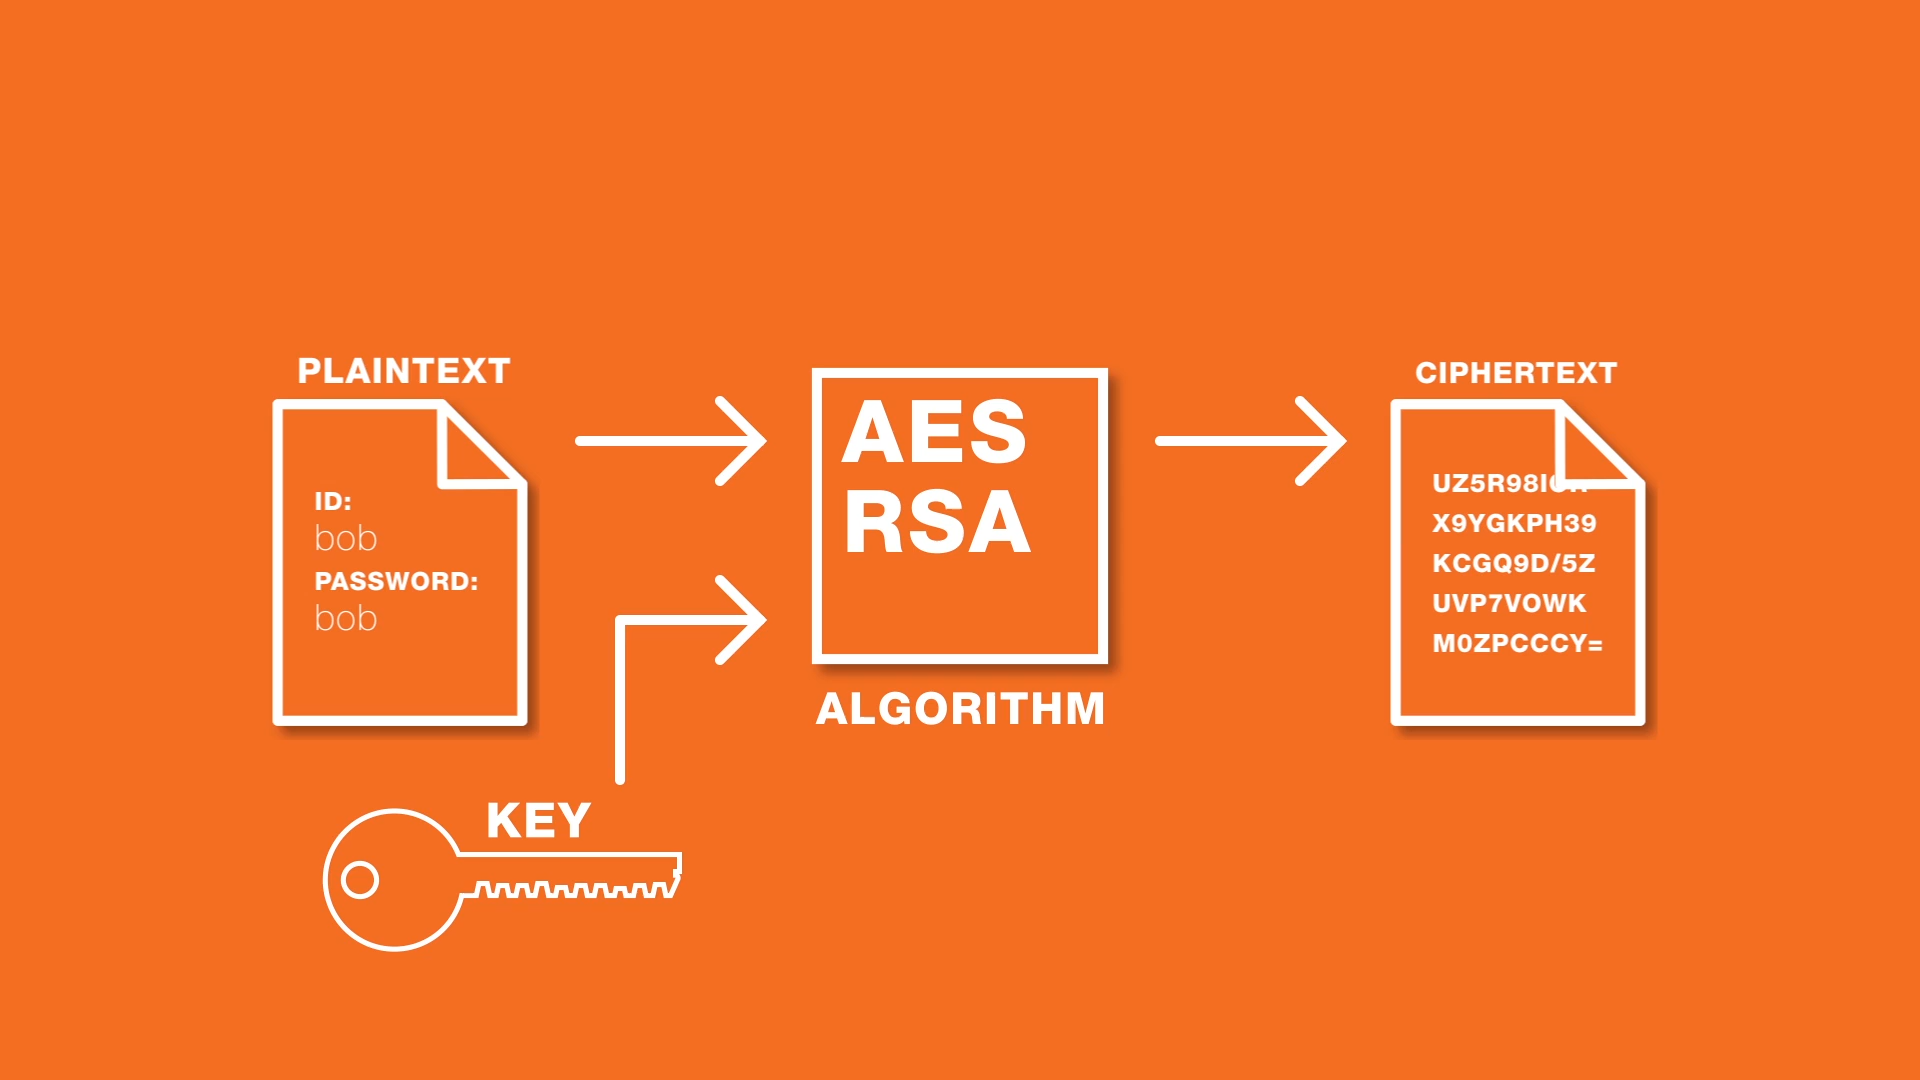 PLAINTEXT
ID:
bob
PASSWORD:
bob
KEY
AES
RSA
ALGORITHM
CIPHERTEXT
X9YGKPH39
KCGQ9D/5Z
UVP7VOWK
M0ZPCCCY=